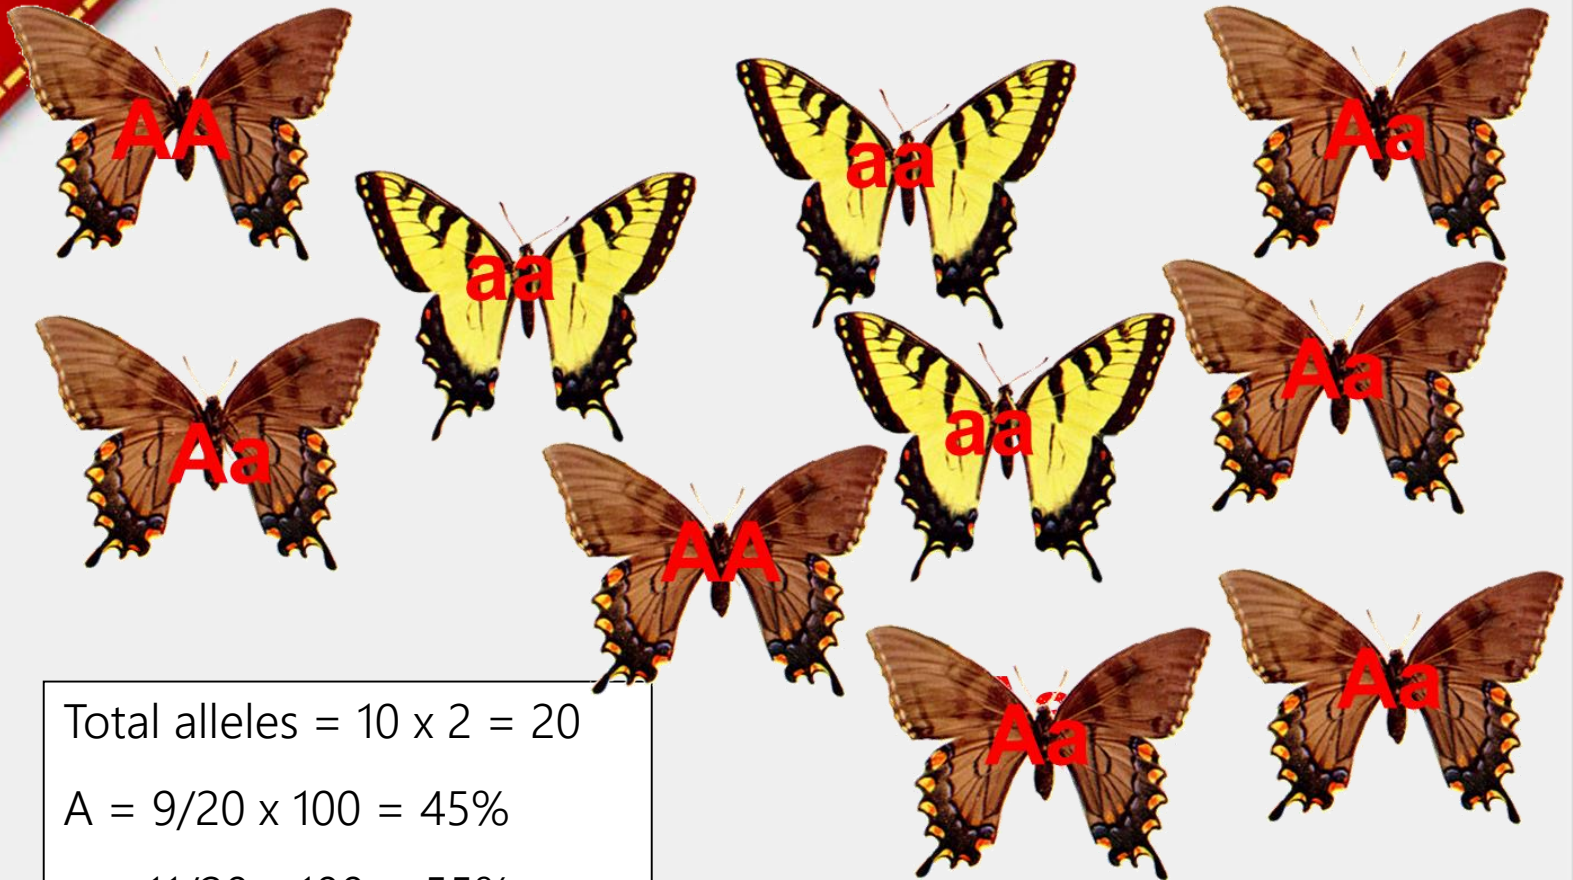 AA
aa
Aa
aa
Aa
Aa
aa
AA
Aa
Aa
Total alleles = 10 x 2 = 20
A = 9/20 x 100 = 45%